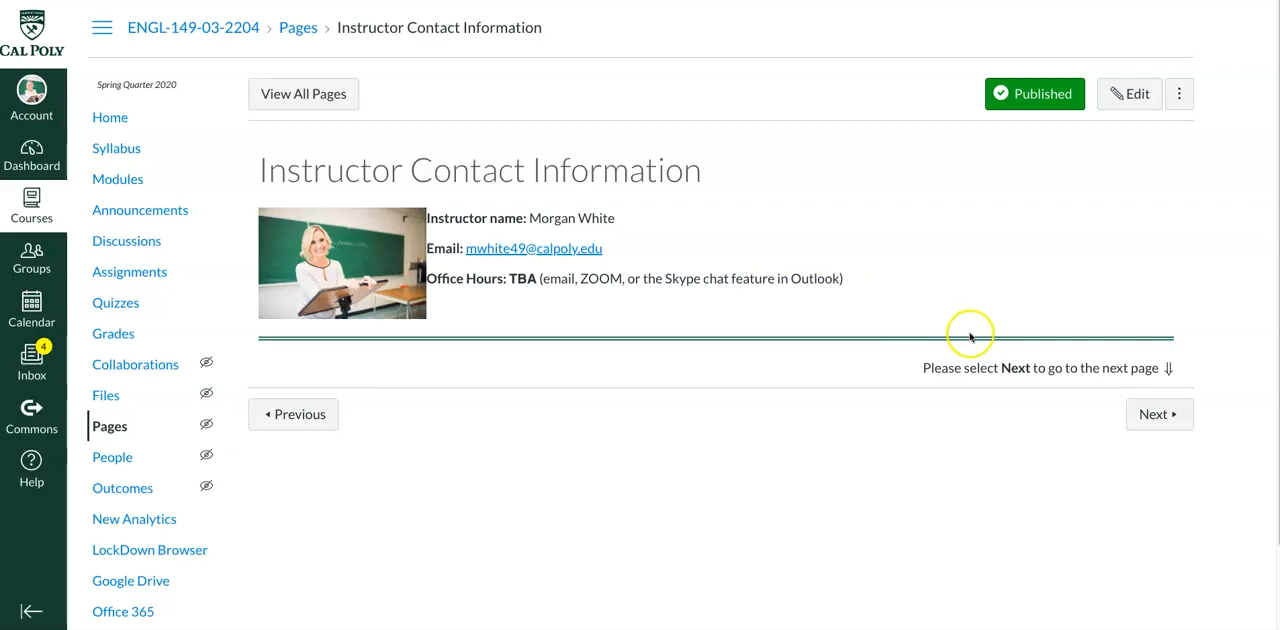 CAL POLY
Account
Dashboard
Courses
Groups
Calendar
4
Inbox
Commons
Help
ENGL-149-03-2204 › Pages › Instructor Contact Information
Spring Quarter 2020
Home
Syllabus
Modules
Announcements
Discussions
Assignments
Quizzes
Grades
Collaborations
Files
Pages
People
Outcomes
New Analytics
LockDown Browser
Google Drive
Office 365
View All Pages
Published
Edit
Instructor Contact Information
Instructor name: Morgan White
Email: mwhite49@calpoly.edu
Office Hours: TBA (email, ZOOM, or the Skype chat feature in Outlook)
Please select Next to go to the next page ⇓
Previous
Next